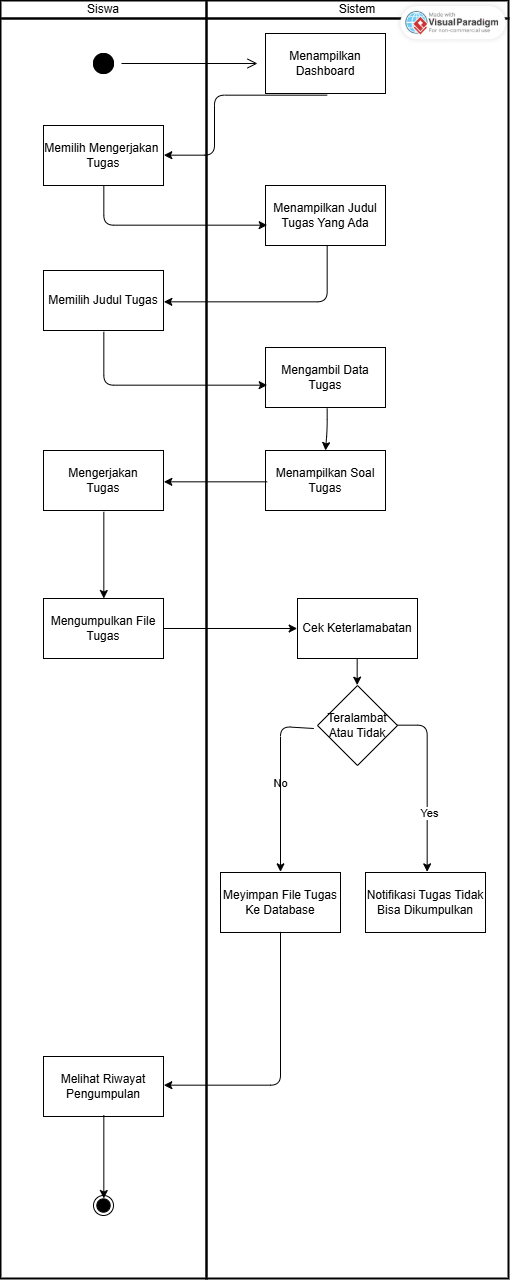 Siswa
Sistem
Made with
VisualParadigm
For non-commercial use
Menampilkan
Dashboard
Memilih Mengerjakan
Tugas
Menampilkan Judul
Tugas Yang Ada
Memilih Judul Tugas
Mengambil Data
Tugas
Mengerjakan
Tugas
Menampilkan Soal
Tugas
Mengumpulkan File
Tugas
Cek Keterlamabatan
Teralambat
Atau Tidak
No
Yes
Meyimpan File Tugas
Ke Database
Notifikasi Tugas Tidak
Bisa Dikumpulkan
Melihat Riwayat
Pengumpulan